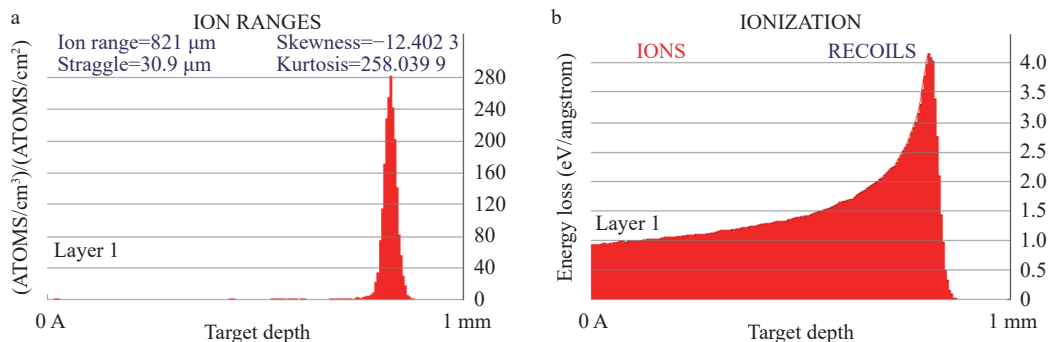 a
ION RANGES
Ion range=821 μm Skewness=−12.402 3
Straggle=30.9 μm Kurtosis=258.039 9
(ATOMS/cm³)/(ATOMS/cm²)
280
240
200
160
120
80
40
0
Layer 1
0 A
Target depth
1 mm
b
IONIZATION
IONS RECOILS
Energy loss (eV/angstrom)
4.0
3.5
3.0
2.5
2.0
1.5
1.0
0.5
0
Layer 1
0 A
Target depth
1 mm